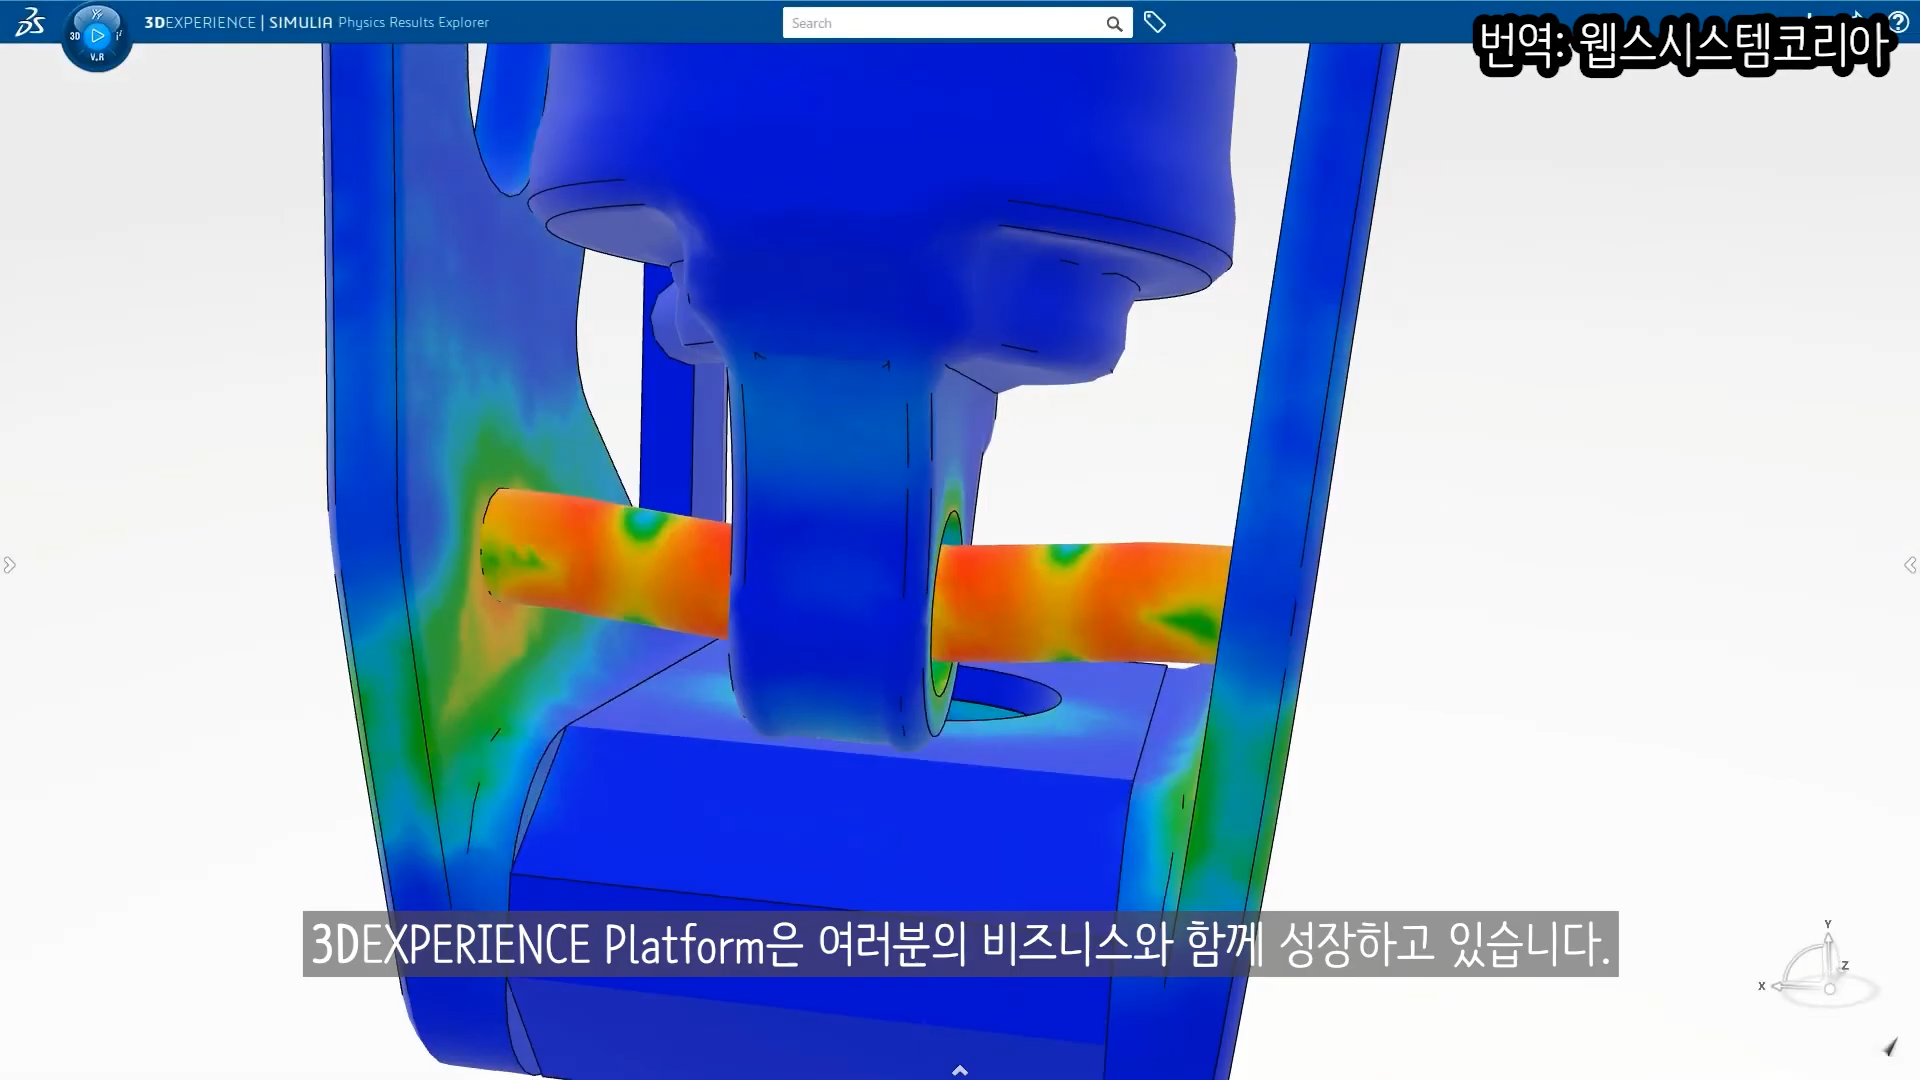 3DEXPERIENCE | SIMULIA Physics Results Explorer
Search
3D
V.R
번역: 웹스시스템코리아
3DEXPERIENCE Platform은 여러분의 비즈니스와 함께 성장하고 있습니다.
Y
Z
X